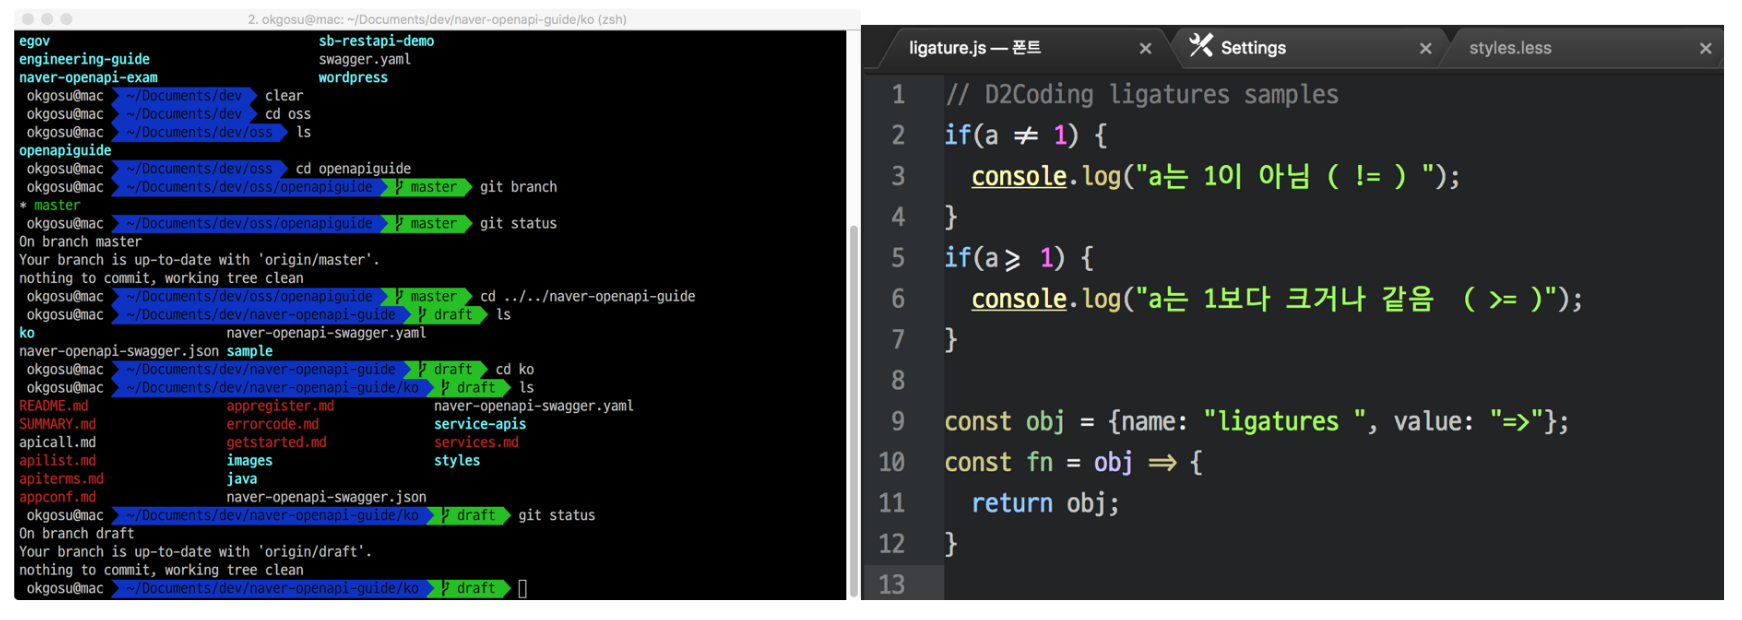 2. okgosu@mac: ~/Documents/dev/naver-openapi-guide/ko (zsh)
egov sb-restapi-demo
engineering-guide swagger.yaml
naver-openapi-exam wordpress
okgosu@mac ~/Documents/dev clear
okgosu@mac ~/Documents/dev cd oss
okgosu@mac ~/Documents/dev/oss ls
openapiguide
okgosu@mac ~/Documents/dev/oss cd openapiguide
okgosu@mac ~/Documents/dev/oss/openapiguide master git branch
* master
okgosu@mac ~/Documents/dev/oss/openapiguide master git status
On branch master
Your branch is up-to-date with 'origin/master'.
nothing to commit, working tree clean
okgosu@mac ~/Documents/dev/oss/openapiguide master cd ../../naver-openapi-guide
okgosu@mac ~/Documents/dev/naver-openapi-guide draft ls
ko naver-openapi-swagger.yaml
naver-openapi-swagger.json sample
okgosu@mac ~/Documents/dev/naver-openapi-guide draft cd ko
okgosu@mac ~/Documents/dev/naver-openapi-guide/ko draft ls
README.md appregister.md naver-openapi-swagger.yaml
SUMMARY.md errorcode.md service-apis
apicall.md getstarted.md services.md
apilist.md images styles
apiterms.md java
appconf.md naver-openapi-swagger.json
okgosu@mac ~/Documents/dev/naver-openapi-guide/ko draft git status
On branch draft
Your branch is up-to-date with 'origin/draft'.
nothing to commit, working tree clean
okgosu@mac ~/Documents/dev/naver-openapi-guide/ko draft
ligature.js — 폰트 Settings styles.less
1 // D2Coding ligatures samples
2 if(a ≠ 1) {
3 console.log("a는 1이 아님 ( != ) ");
4 }
5 if(a⩾ 1) {
6 console.log("a는 1보다 크거나 같음 ( >= )");
7 }
8
9 const obj = {name: "ligatures ", value: "=>"};
10 const fn = obj ⇒ {
11 return obj;
12 }
13